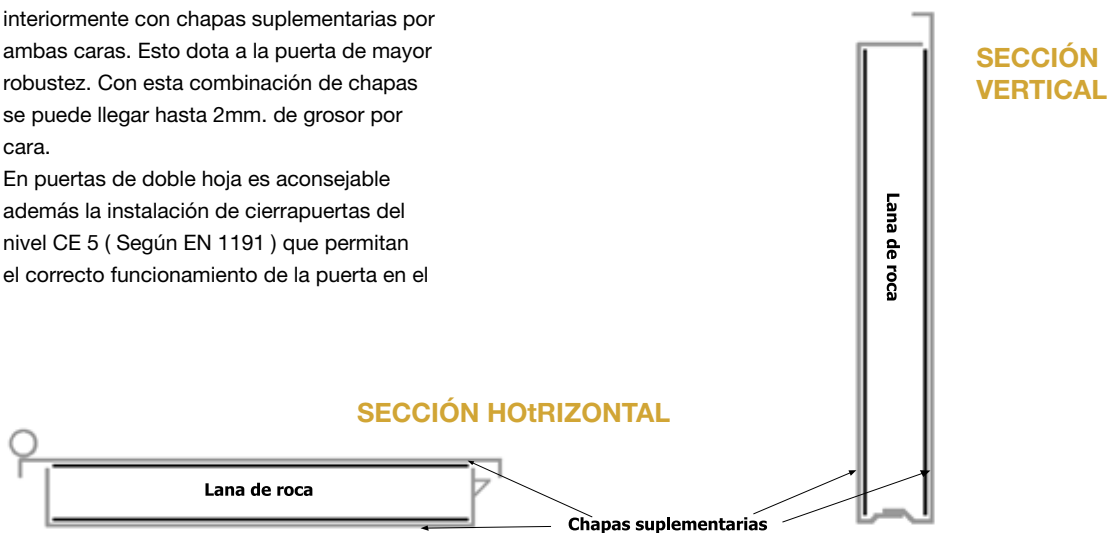 interiormente con chapas suplementarias por
ambas caras. Esto dota a la puerta de mayor
robustez. Con esta combinación de chapas
se puede llegar hasta 2mm. de grosor por
cara.
En puertas de doble hoja es aconsejable
además la instalación de cierrapuertas del
nivel CE 5 ( Según EN 1191 ) que permitan
el correcto funcionamiento de la puerta en el
SECCIÓN
VERTICAL
Lana de roca
SECCIÓN HOtRIZONTAL
Lana de roca
Chapas suplementarias